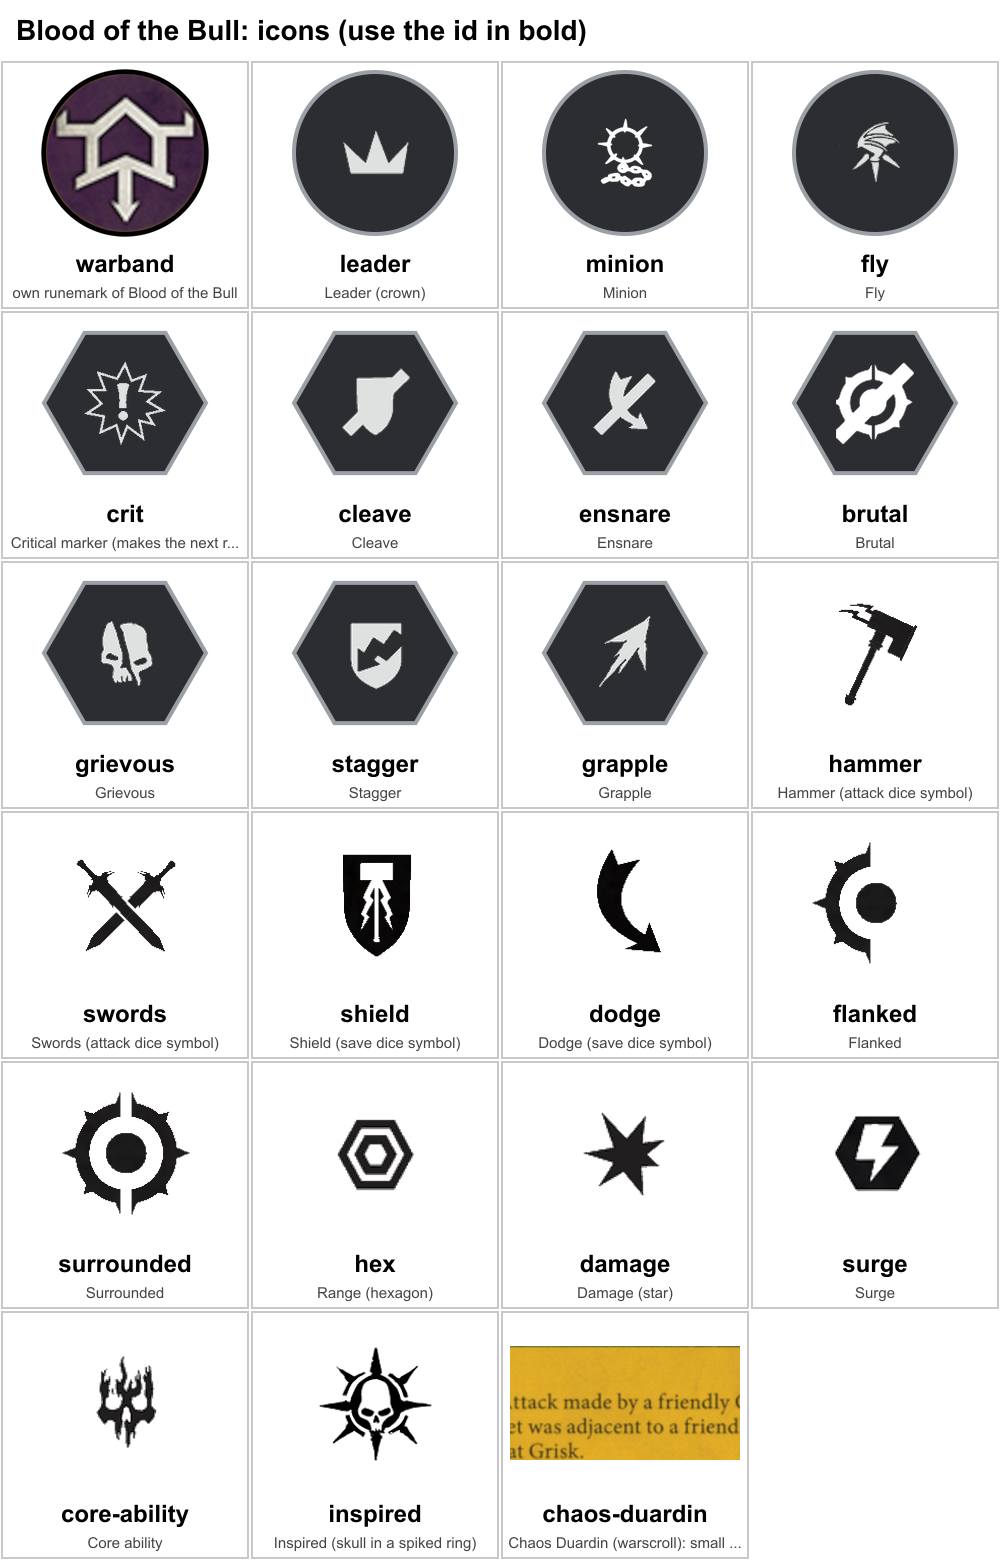 Blood of the Bull: icons (use the id in bold)
warband
own runemark of Blood of the Bull
leader
Leader (crown)
minion
Minion
fly
Fly
crit
Critical marker (makes the next r...
cleave
Cleave
ensnare
Ensnare
brutal
Brutal
grievous
Grievous
stagger
Stagger
grapple
Grapple
hammer
Hammer (attack dice symbol)
swords
Swords (attack dice symbol)
shield
Shield (save dice symbol)
dodge
Dodge (save dice symbol)
flanked
Flanked
surrounded
Surrounded
hex
Range (hexagon)
damage
Damage (star)
surge
Surge
core-ability
Core ability
inspired
Inspired (skull in a spiked ring)
ttack made by a friendly
et was adjacent to a friend
at Grisk.
chaos-duardin
Chaos Duardin (warscroll): small ...